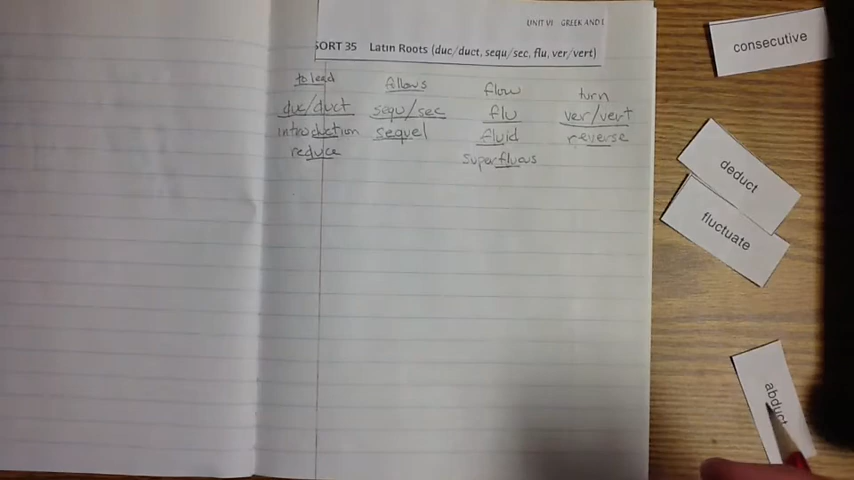 UNIT VI GREEK AND L
SORT 35 Latin Roots (duc/duct, sequ/sec, flu, ver/vert)
to lead follows flow turn
duc/duct sequ/sec flu ver/vert
introduction sequel fluid reverse
reduce superfluous
consecutive
deduct
fluctuate
abduct